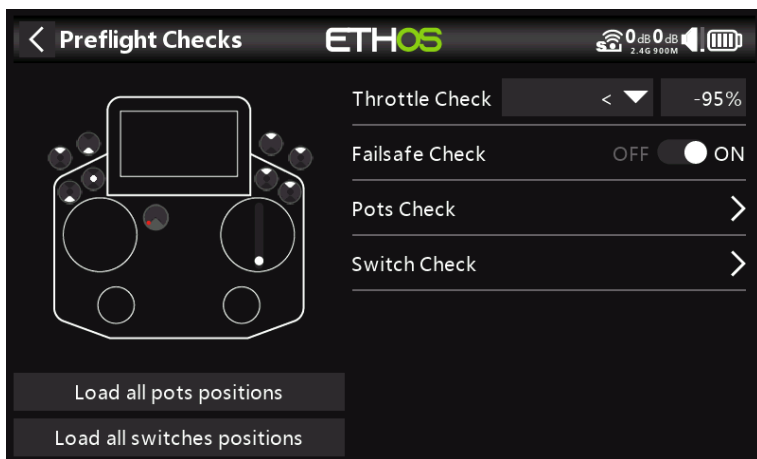 Preflight Checks
ETHOS
0dB 0dB
2.4G 900M
Throttle Check < -95%
Failsafe Check OFF ON
Pots Check
Switch Check
Load all pots positions
Load all switches positions